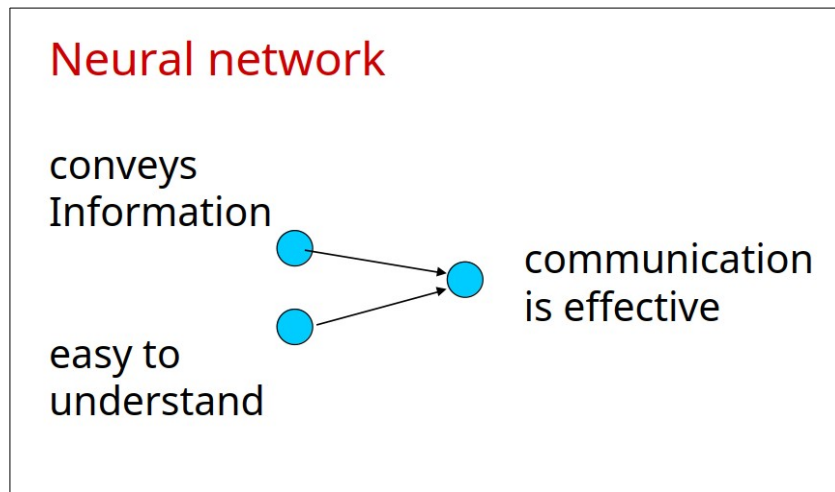 Neural network
conveys
Information
communication
is effective
easy to
understand